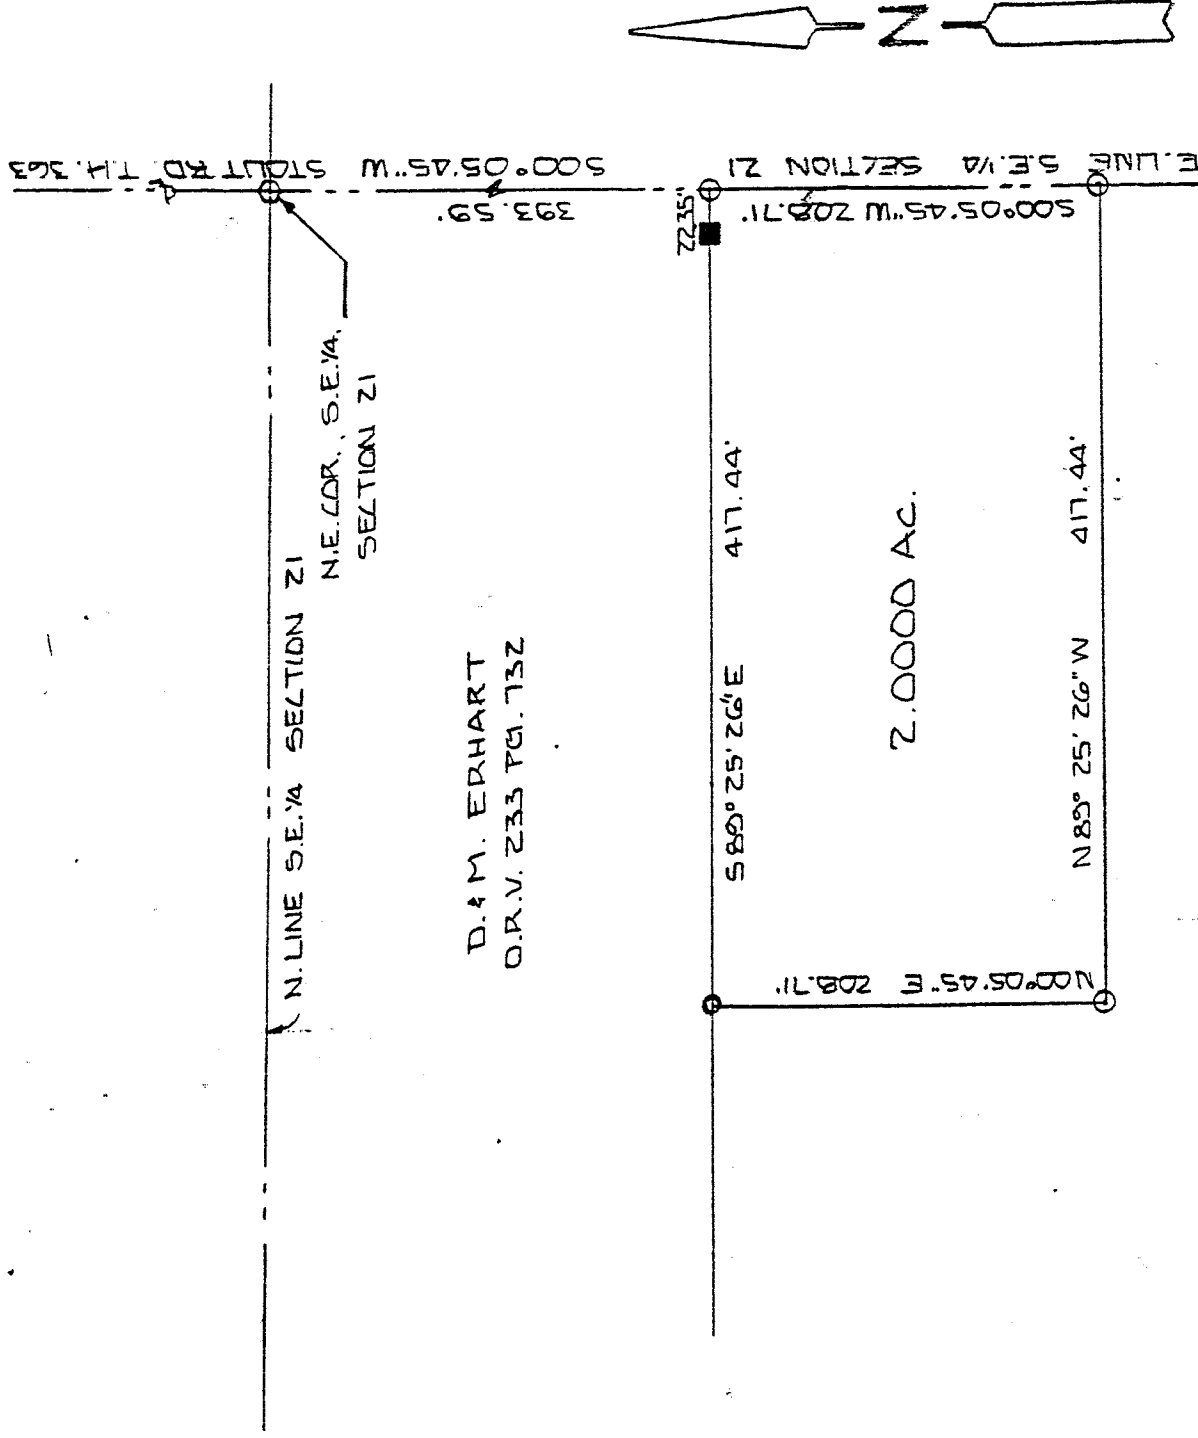 N
STOUT RD. T.H. 363
S00°05'45"W
393.59'
E. LINE S.E. 1/4 SECTION 21
S00°05'45"W 208.71'
22.35'
N.E. COR., S.E. 1/4,
SECTION 21
N. LINE S.E. 1/4 SECTION 21
D. & M. ERHART
O.R.V. 233 PG. 732
S89° 25' 26"E 417.44'
2.0000 AC.
N89° 25' 26"W 417.44'
N00°05'45"E 208.71'